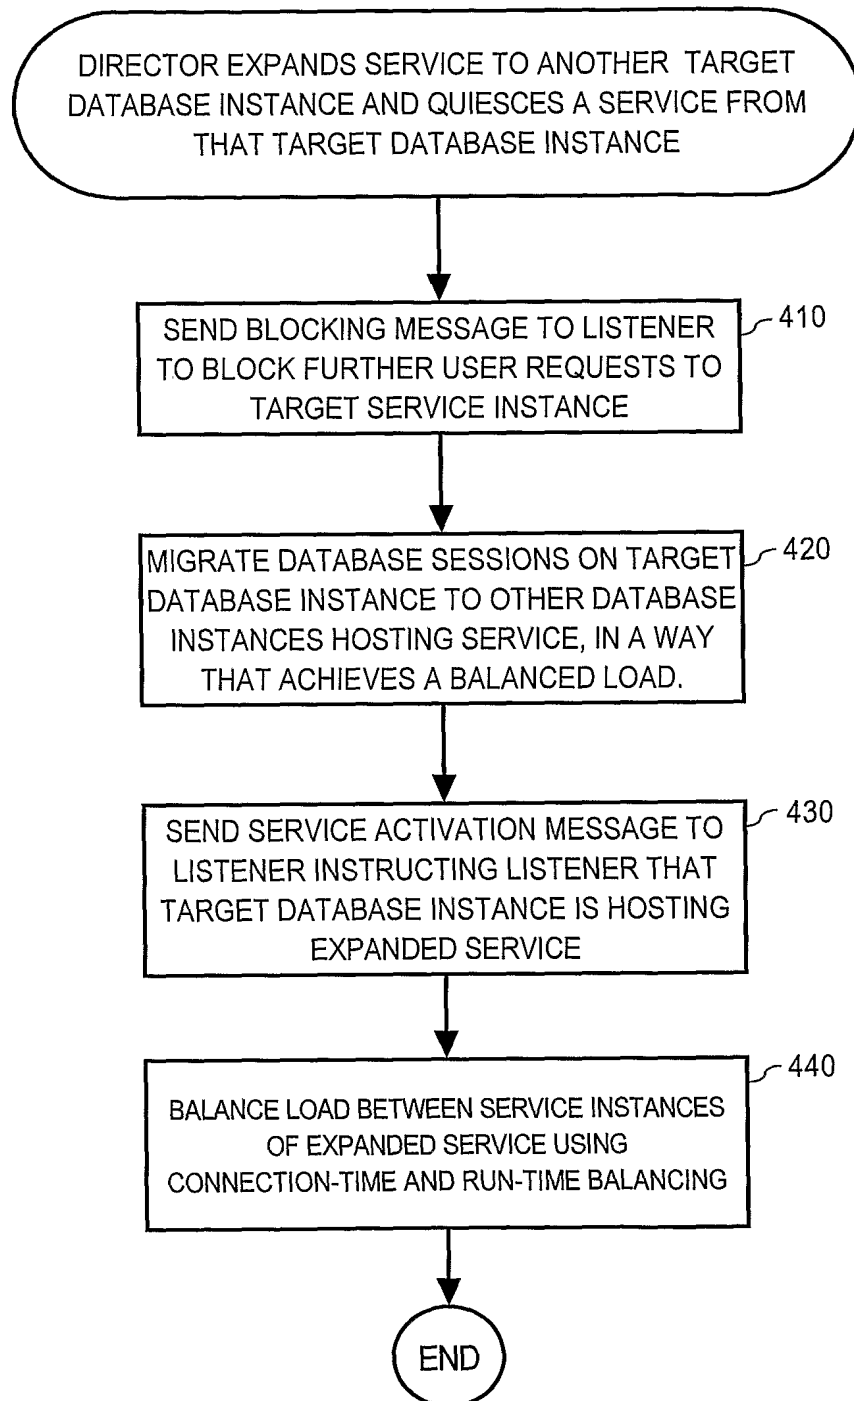 DIRECTOR EXPANDS SERVICE TO ANOTHER TARGET
DATABASE INSTANCE AND QUIESCES A SERVICE FROM
THAT TARGET DATABASE INSTANCE
SEND BLOCKING MESSAGE TO LISTENER
TO BLOCK FURTHER USER REQUESTS TO
TARGET SERVICE INSTANCE
410
MIGRATE DATABASE SESSIONS ON TARGET
DATABASE INSTANCE TO OTHER DATABASE
INSTANCES HOSTING SERVICE, IN A WAY
THAT ACHIEVES A BALANCED LOAD.
420
SEND SERVICE ACTIVATION MESSAGE TO
LISTENER INSTRUCTING LISTENER THAT
TARGET DATABASE INSTANCE IS HOSTING
EXPANDED SERVICE
430
BALANCE LOAD BETWEEN SERVICE INSTANCES
OF EXPANDED SERVICE USING
CONNECTION-TIME AND RUN-TIME BALANCING
440
END